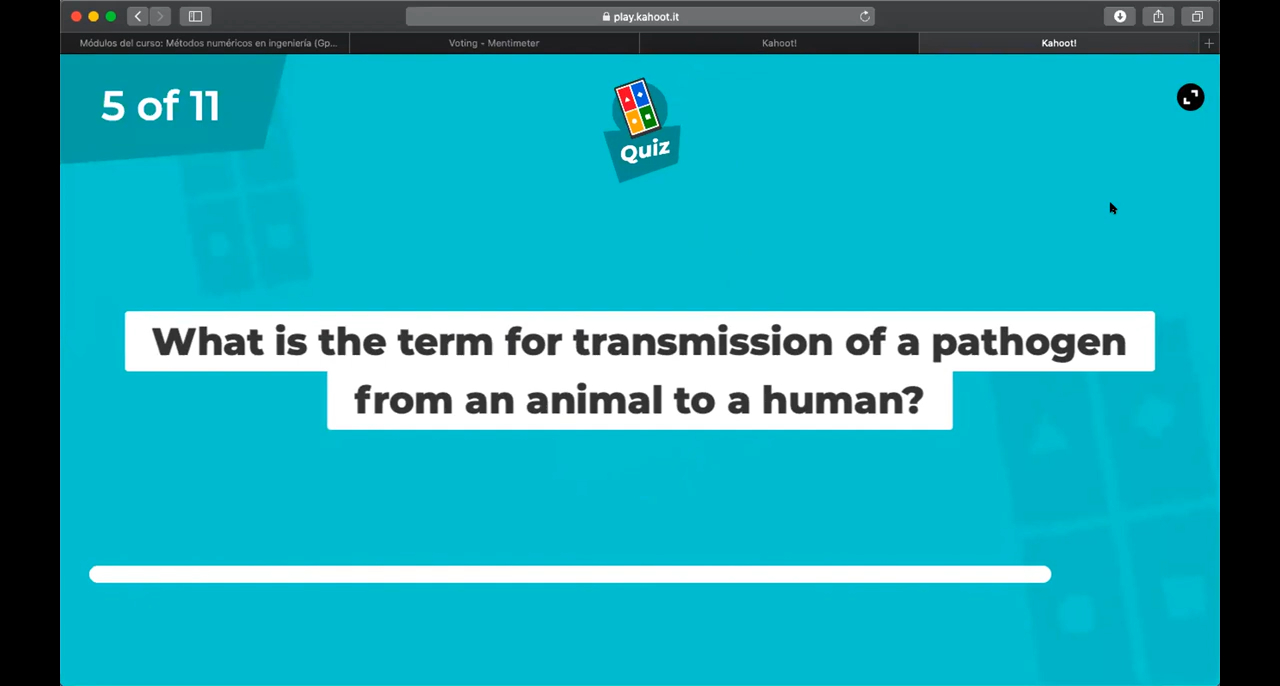 play.kahoot.it
Módulos del curso: Métodos numéricos en ingeniería (Gp...
Voting - Mentimeter
Kahoot!
Kahoot!
5 of 11
Quiz
What is the term for transmission of a pathogen
from an animal to a human?